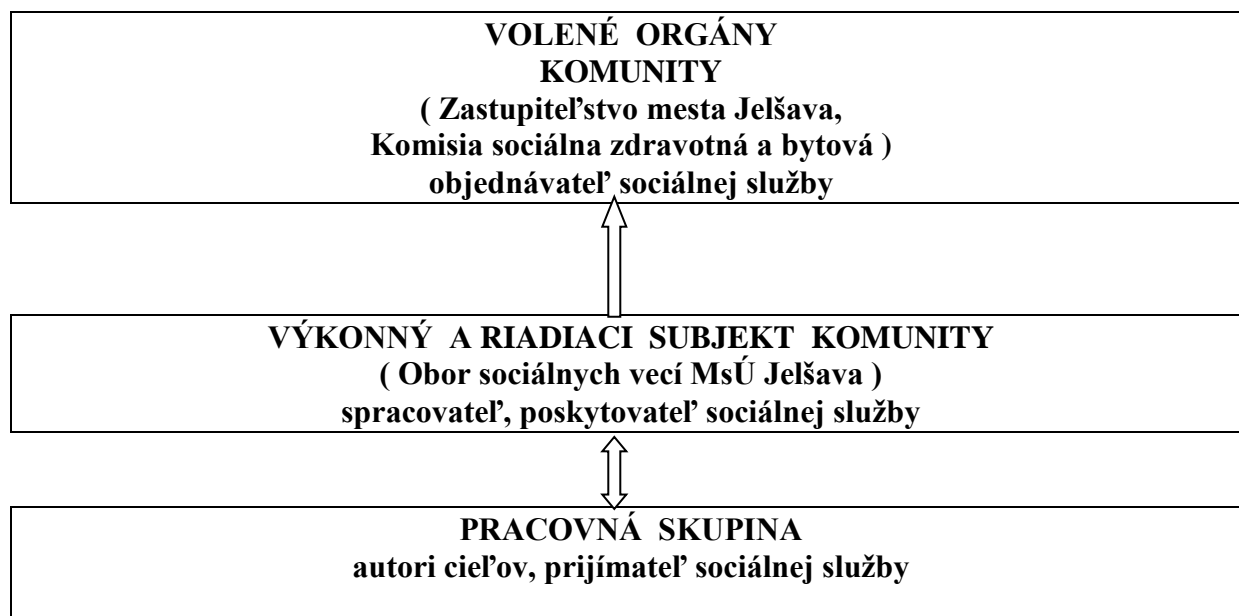 VOLENÉ ORGÁNY
KOMUNITY
( Zastupiteľstvo mesta Jelšava,
Komisia sociálna zdravotná a bytová )
objednávateľ sociálnej služby
VÝKONNÝ A RIADIACI SUBJEKT KOMUNITY
( Obor sociálnych vecí MsÚ Jelšava )
spracovateľ, poskytovateľ sociálnej služby
PRACOVNÁ SKUPINA
autori cieľov, prijímateľ sociálnej služby